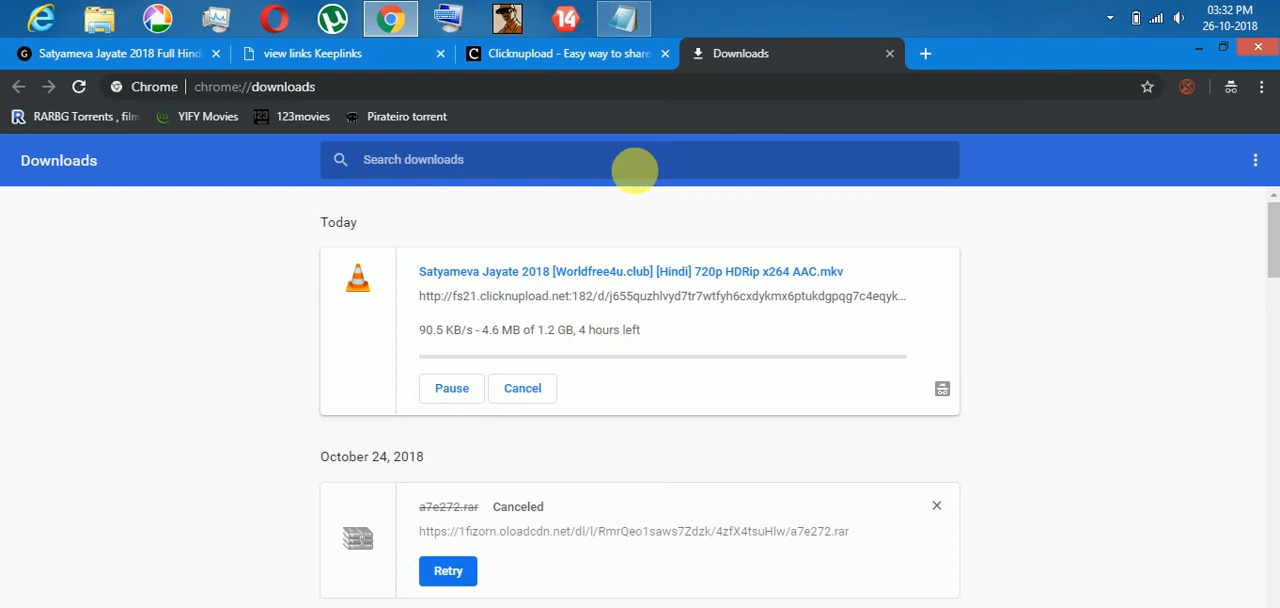 14
03:32 PM
26-10-2018
G Satyameva Jayate 2018 Full Hindi
view links Keeplinks
C Clicknupload - Easy way to share
Downloads
Chrome chrome://downloads
R RARBG Torrents , film
YIFY Movies
123 123movies
Pirateiro torrent
Downloads
Search downloads
Today
Satyameva Jayate 2018 [Worldfree4u.club] [Hindi] 720p HDRip x264 AAC.mkv
http://fs21.clicknupload.net:182/d/j655quzhlvyd7tr7wtfyh6cxdykmx6ptukdgpqg7c4eqyk...
90.5 KB/s - 4.6 MB of 1.2 GB, 4 hours left
Pause Cancel
October 24, 2018
a7e272.rar Canceled
https://1fizorn.oloadcdn.net/dl/l/RmrQeo1saws7Zdzk/4zfX4tsuHlw/a7e272.rar
Retry